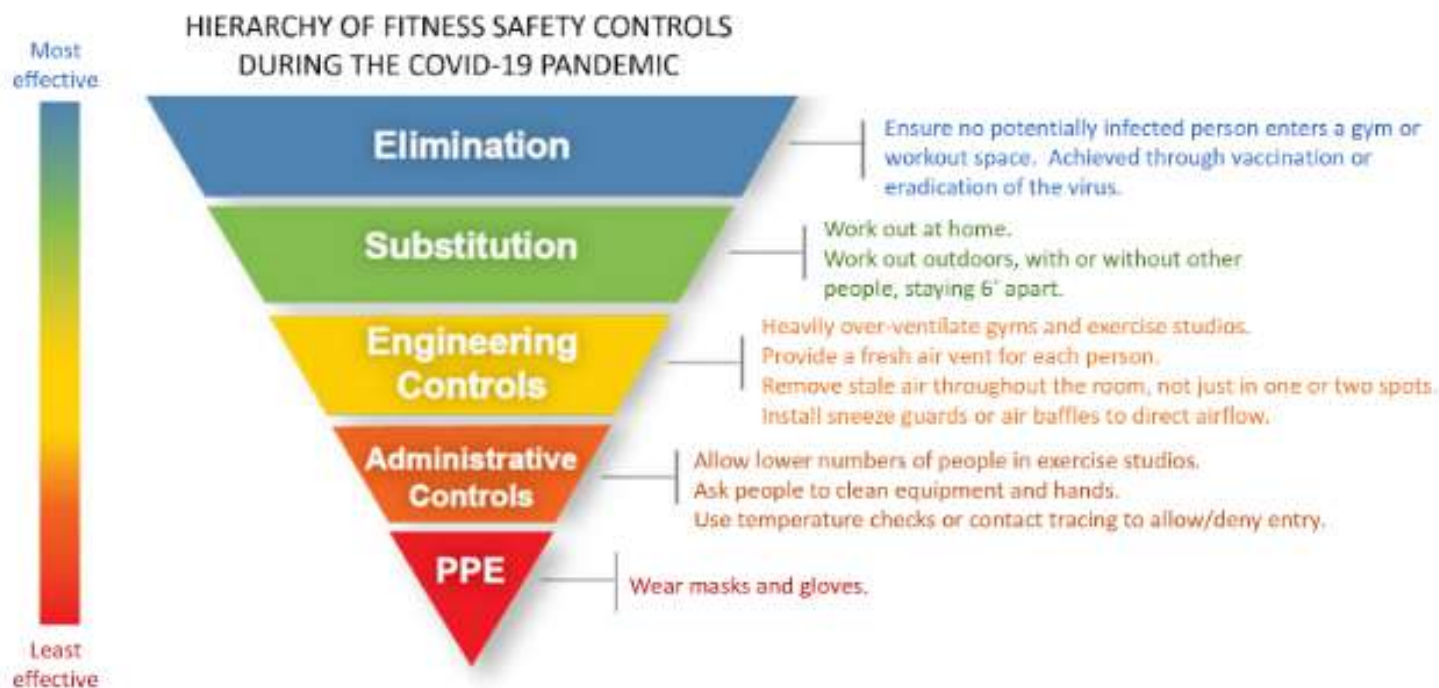 HIERARCHY OF FITNESS SAFETY CONTROLS
DURING THE COVID-19 PANDEMIC
Most
effective
Elimination
Ensure no potentially infected person enters a gym or
workout space. Achieved through vaccination or
eradication of the virus.
Substitution
Work out at home.
Work out outdoors, with or without other
people, staying 6' apart.
Engineering
Controls
Heavily over-ventilate gyms and exercise studios.
Provide a fresh air vent for each person.
Remove stale air throughout the room, not just in one or two spots.
Install sneeze guards or air baffles to direct airflow.
Administrative
Controls
Allow lower numbers of people in exercise studios.
Ask people to clean equipment and hands.
Use temperature checks or contact tracing to allow/deny entry.
PPE
Wear masks and gloves.
Least
effective